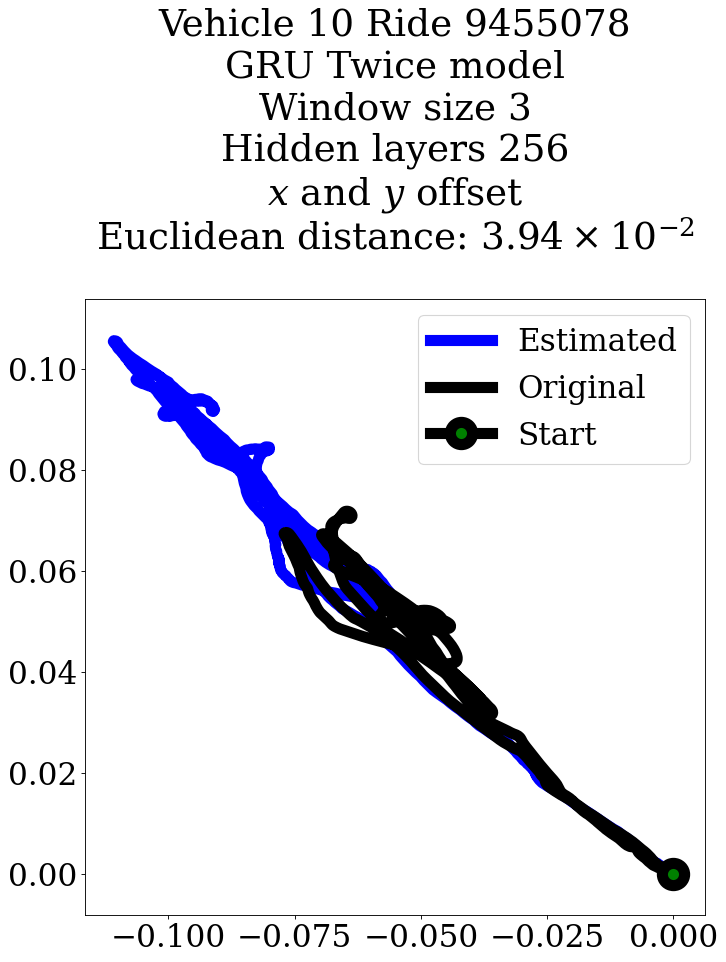 Vehicle 10 Ride 9455078
GRU Twice model
Window size 3
Hidden layers 256
x and y offset
Euclidean distance: 3.94 × 10⁻²
Estimated
Original
Start
0.10
0.08
0.06
0.04
0.02
0.00
−0.100 −0.075 −0.050 −0.025 0.000